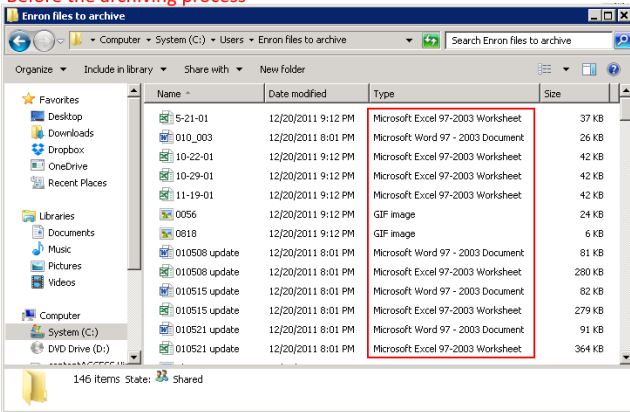 Before the archiving process
Enron files to archive
Computer System (C:) Users Enron files to archive Search Enron files to archive
Organize Include in library Share with New folder
Favorites
Desktop
Downloads
Dropbox
OneDrive
Recent Places
Libraries
Documents
Music
Pictures
Videos
Computer
System (C:)
DVD Drive (D:)
Name Date modified Type Size
5-21-01 12/20/2011 9:12 PM Microsoft Excel 97-2003 Worksheet 37 KB
010_003 12/20/2011 8:01 PM Microsoft Word 97 - 2003 Document 26 KB
10-22-01 12/20/2011 9:12 PM Microsoft Excel 97-2003 Worksheet 42 KB
10-29-01 12/20/2011 9:12 PM Microsoft Excel 97-2003 Worksheet 42 KB
11-19-01 12/20/2011 9:12 PM Microsoft Excel 97-2003 Worksheet 42 KB
0056 12/20/2011 9:12 PM GIF image 24 KB
0818 12/20/2011 9:12 PM GIF image 6 KB
010508 update 12/20/2011 8:01 PM Microsoft Word 97 - 2003 Document 81 KB
010508 update 12/20/2011 8:01 PM Microsoft Excel 97-2003 Worksheet 280 KB
010515 update 12/20/2011 8:01 PM Microsoft Word 97 - 2003 Document 82 KB
010515 update 12/20/2011 8:01 PM Microsoft Excel 97-2003 Worksheet 279 KB
010521 update 12/20/2011 8:01 PM Microsoft Word 97 - 2003 Document 91 KB
010521 update 12/20/2011 8:01 PM Microsoft Excel 97-2003 Worksheet 364 KB
146 items State: Shared